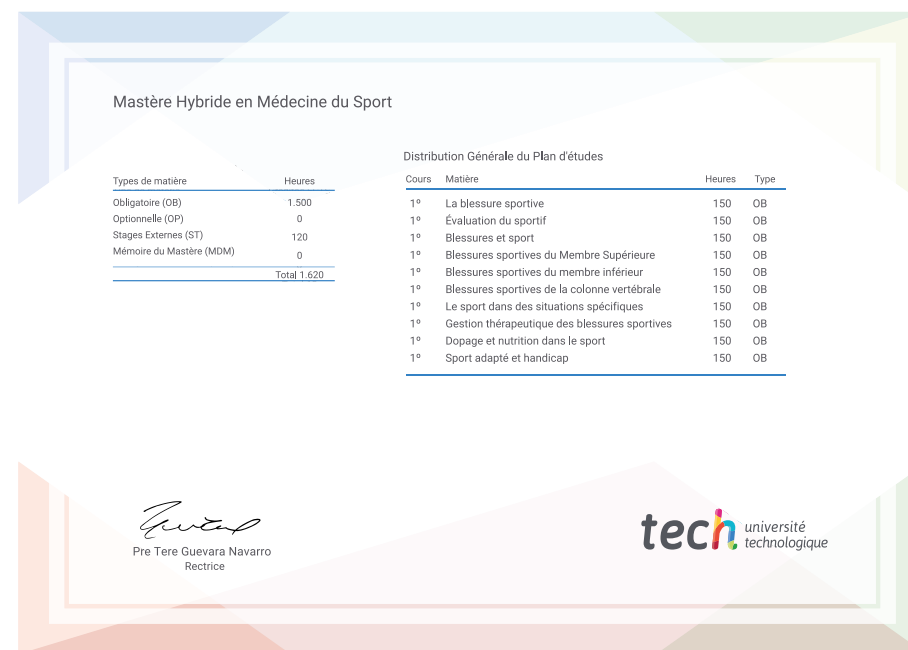 Mastère Hybride en Médecine du Sport
Types de matière Heures
Obligatoire (OB) 1.500
Optionnelle (OP) 0
Stages Externes (ST) 120
Mémoire du Mastère (MDM) 0
Total 1.620
Distribution Générale du Plan d'études
Cours Matière Heures Type
1º La blessure sportive 150 OB
1º Évaluation du sportif 150 OB
1º Blessures et sport 150 OB
1º Blessures sportives du Membre Supérieure 150 OB
1º Blessures sportives du membre inférieur 150 OB
1º Blessures sportives de la colonne vertébrale 150 OB
1º Le sport dans des situations spécifiques 150 OB
1º Gestion thérapeutique des blessures sportives 150 OB
1º Dopage et nutrition dans le sport 150 OB
1º Sport adapté et handicap 150 OB
Pre Tere Guevara Navarro
Rectrice
tech université
technologique